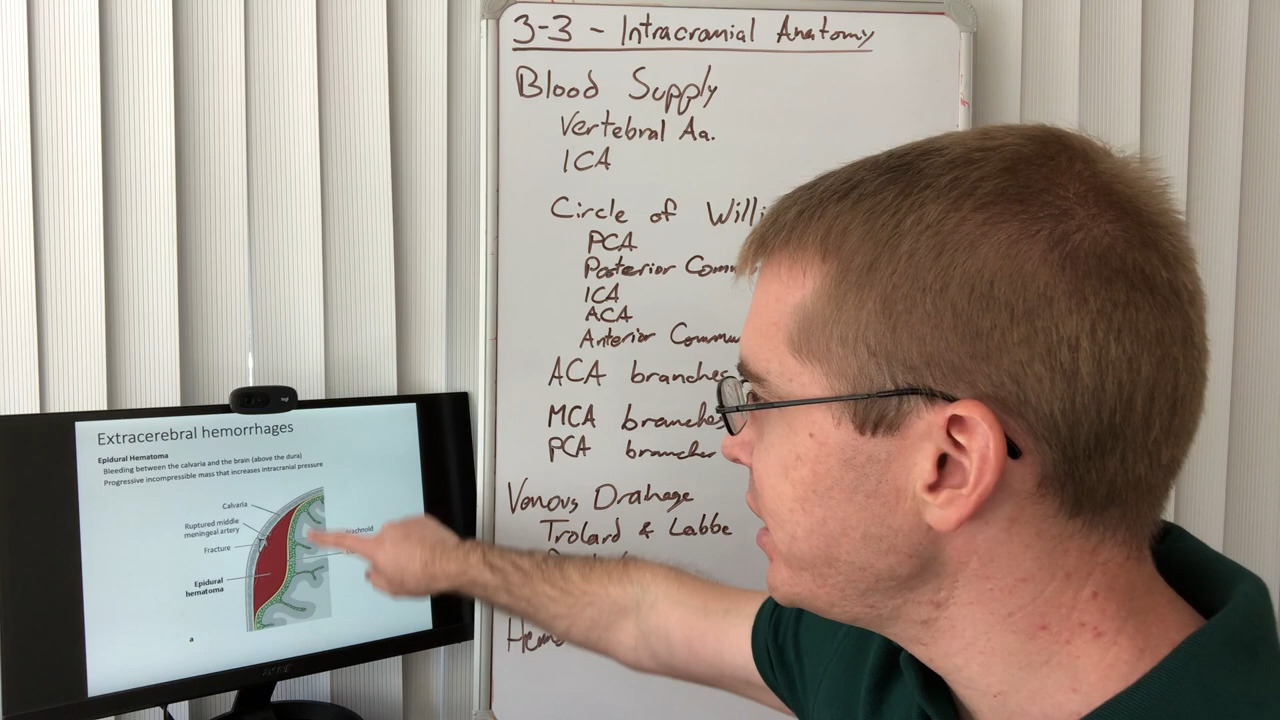 3-3 - Intracranial Anatomy
Blood Supply
Vertebral Aa.
ICA
Circle of Willi
PCA
Posterior Comm
ICA
ACA
Anterior Commu
ACA branches
MCA branches
PCA branches
Venous Drainage
Trolard & Labbe
Hem
Extracerebral hemorrhages
Epidural Hematoma
Bleeding between the calvaria and the brain (above the dura)
Progressive incompressible mass that increases intracranial pressure
Calvaria
Ruptured middle
meningeal artery
Fracture
Epidural
hematoma
a
acer
logi